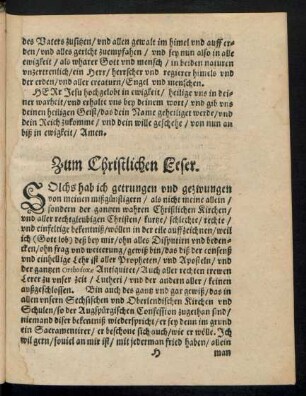 des Vaters zusitzen/ vnd allen gewalt im himel vnd auff er-
den/ vnd alles gericht zuempfahen/ vnd sey nun also in alle
ewigkeit/ als wharer Gott vnd mensch/ in beiden naturen
vnzertrenlich/ ein Herr/ herrscher vnd regierer himels vnd
der erden/ vnd aller creaturn/ Engel vnd menschen.
HERr Jesu hochgelobt in ewigkeit/ heilige vns in dei-
ner warheit/ vnd erhalt vns bey deinem wort/ vnd gib vns
deinen heiligen Geist/ das dein Name geheiliget werde/ vnd
dein Reich zukomme/ vnd dein wille geschehe/ von nun an
biß in ewigkeit/ Amen.
Zum Christlichen Leser.
SOlchs hab ich getrungen vnd gezwungen
von meinen mißgünstigern/ als nicht meine allein/
sondern der gantzen wahren Christlichen Kirchen/
vnd aller rechtgleubigen Christen/ kurtze/ schlechte/ rechte/
vnd einfeltige bekentniß/ wöllen in der eile auffzeichnen/ weil
ich (Gott lob) deß bey mir/ ohn alles Disputirn vnd beden-
cken/ ohn frag vnd weiterung/ gewiß bin/ das diß der consenß
vnd einhellige Lehr ist aller Propheten/ vnd Aposteln/ vnd
der gantzen Orthodoxæ Antiquitet/ Auch aller rechten trewen
Lerer zu vnser zeit/ Lutheri/ vnd der andern aller/ keinen
außgeschlossen. Bin auch des gantz vnd gar gewiß/ das in
allen vnsern Sechsischen vnd Oberlendischen Kirchen vnd
Schulen/ so der Augspürgischen Confession zugethan sind/
niemand diser bekentniß widerspricht/ er sey denn im grund
ein Sacramentirer/ er beschöne sich auch/ wie er wölle. Ich
wil gern/ souiel an mir ist/ mit jederman fried haben/ allein
H man